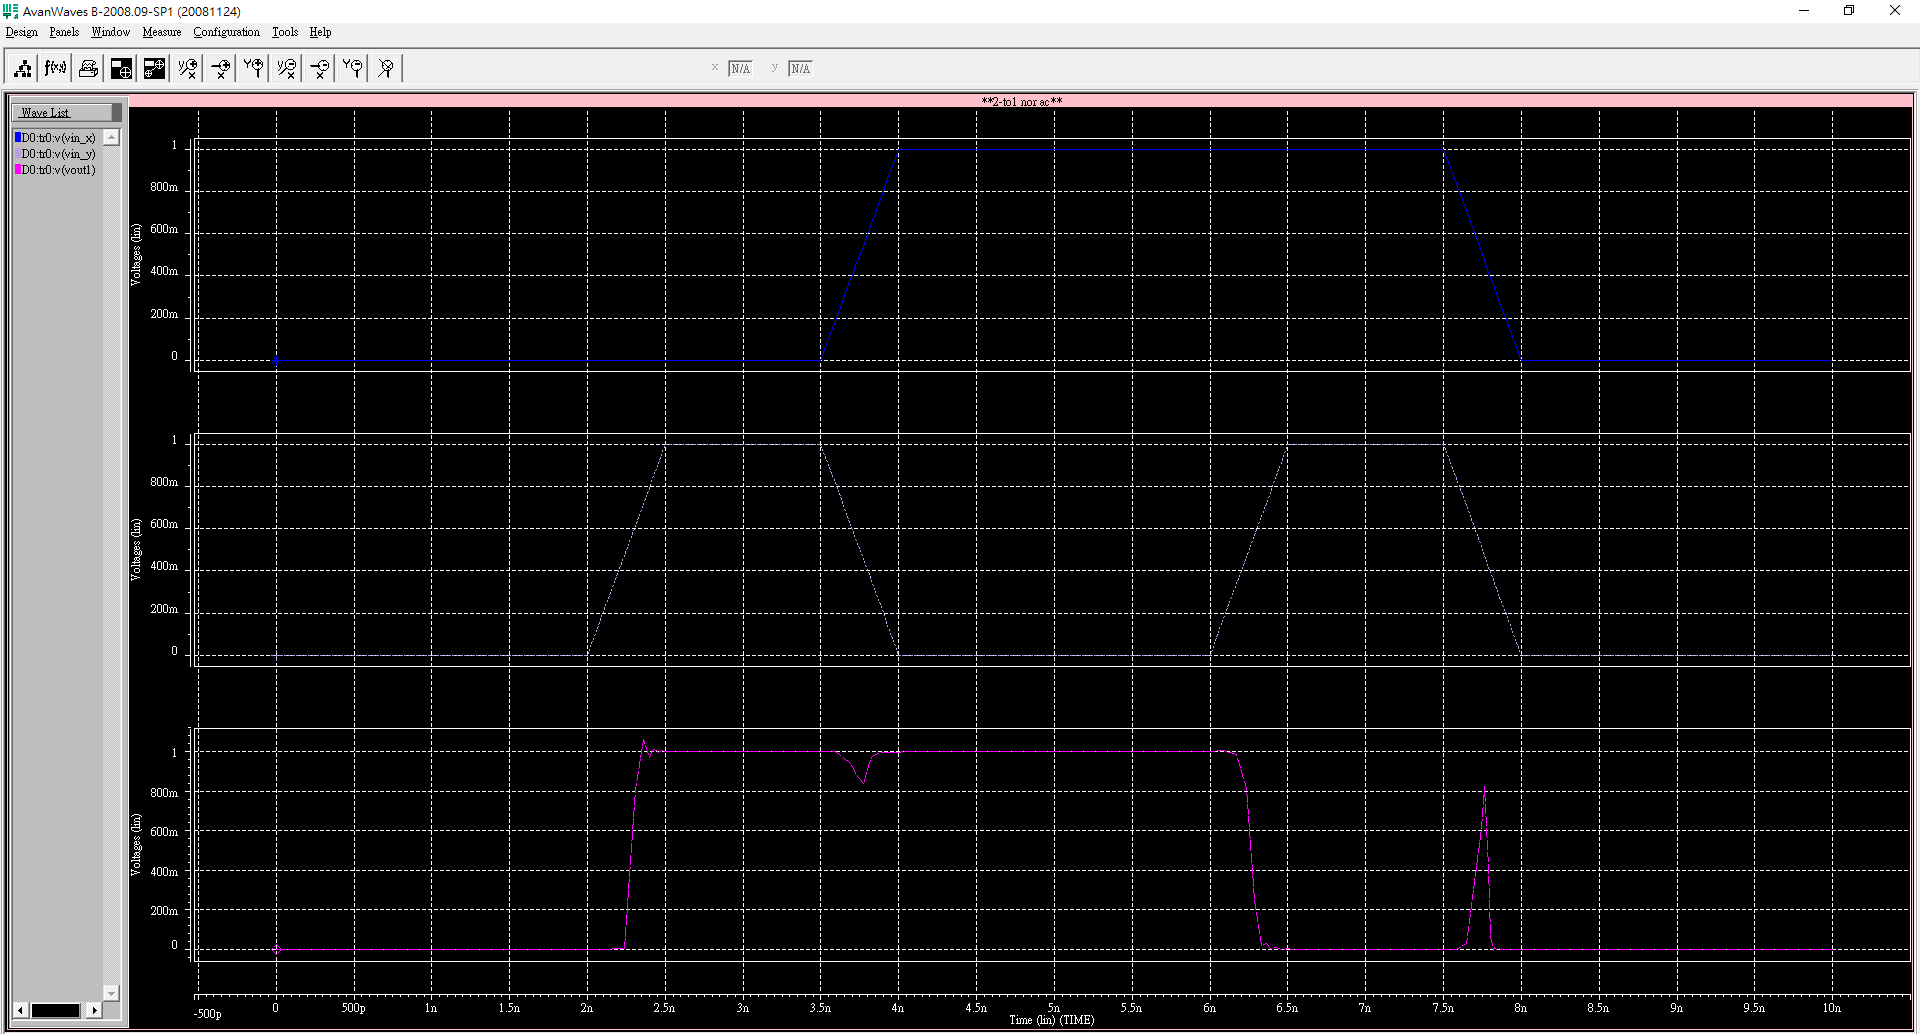 AvanWaves B-2008.09-SP1 (20081124)
Design Panels Window Measure Configuration Tools Help
f(x) x N/A y N/A
Wave List
**2-to1 nor ac**
D0:tr0:v(vin_x)
D0:tr0:v(vin_y)
D0:tr0:v(vout1)
Voltages (lin)
1
800m
600m
400m
200m
0
Voltages (lin)
1
800m
600m
400m
200m
0
Voltages (lin)
1
800m
600m
400m
200m
0
-500p 0 500p 1n 1.5n 2n 2.5n 3n 3.5n 4n 4.5n 5n 5.5n 6n 6.5n 7n 7.5n 8n 8.5n 9n 9.5n 10n
Time (lin) (TIME)